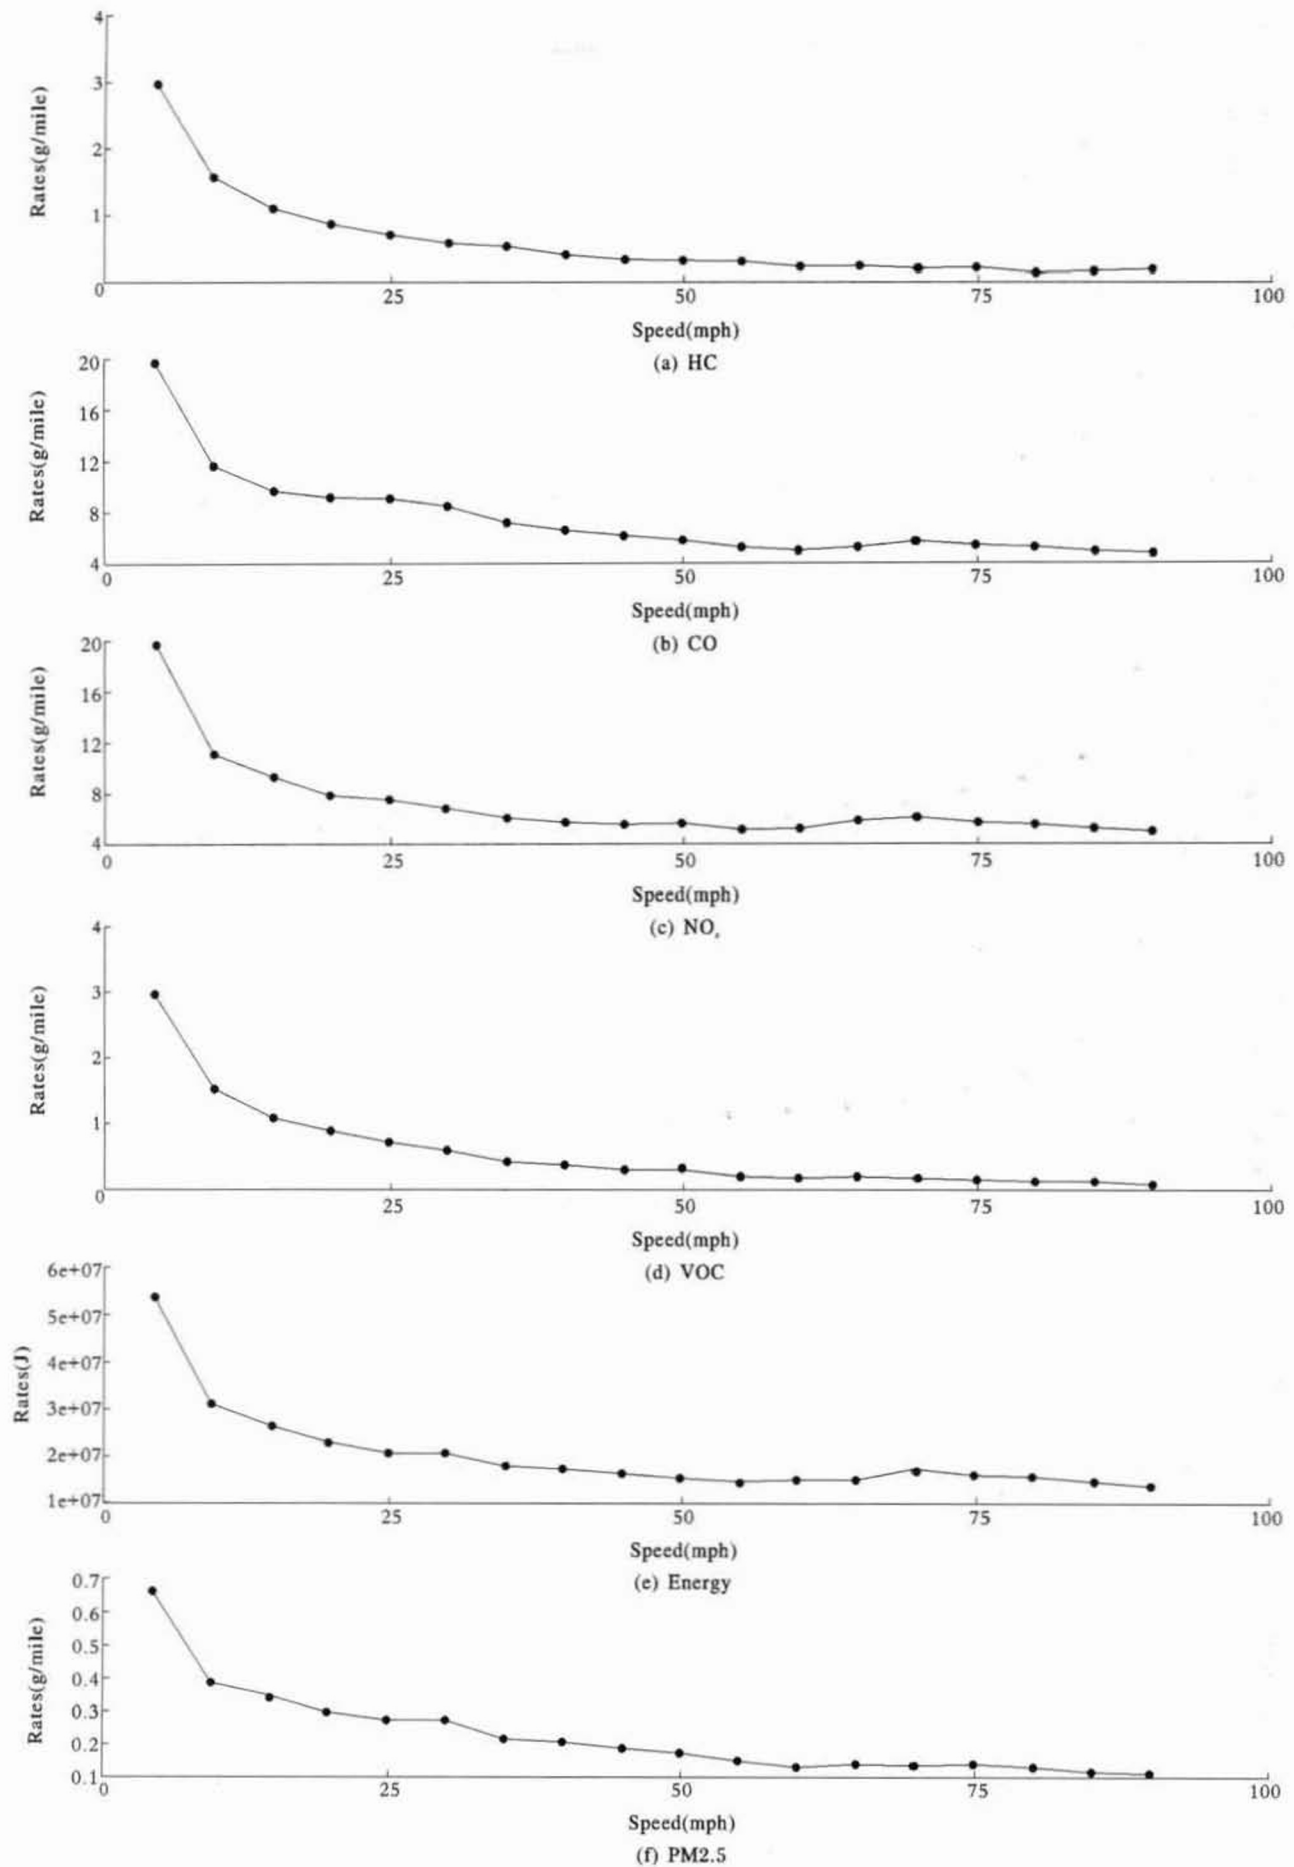 4
3
2
1
0
Rates(g/mile)
25
50
75
100
Speed(mph)
(a) HC
20
16
12
8
4
Rates(g/mile)
0
25
50
75
100
Speed(mph)
(b) CO
20
16
12
8
4
Rates(g/mile)
0
25
50
75
100
Speed(mph)
(c) NOx
4
3
2
1
0
Rates(g/mile)
25
50
75
100
Speed(mph)
(d) VOC
6e+07
5e+07
4e+07
3e+07
2e+07
1e+07
Rates(J)
0
25
50
75
100
Speed(mph)
(e) Energy
0.7
0.6
0.5
0.4
0.3
0.2
0.1
Rates(g/mile)
0
25
50
75
100
Speed(mph)
(f) PM2.5